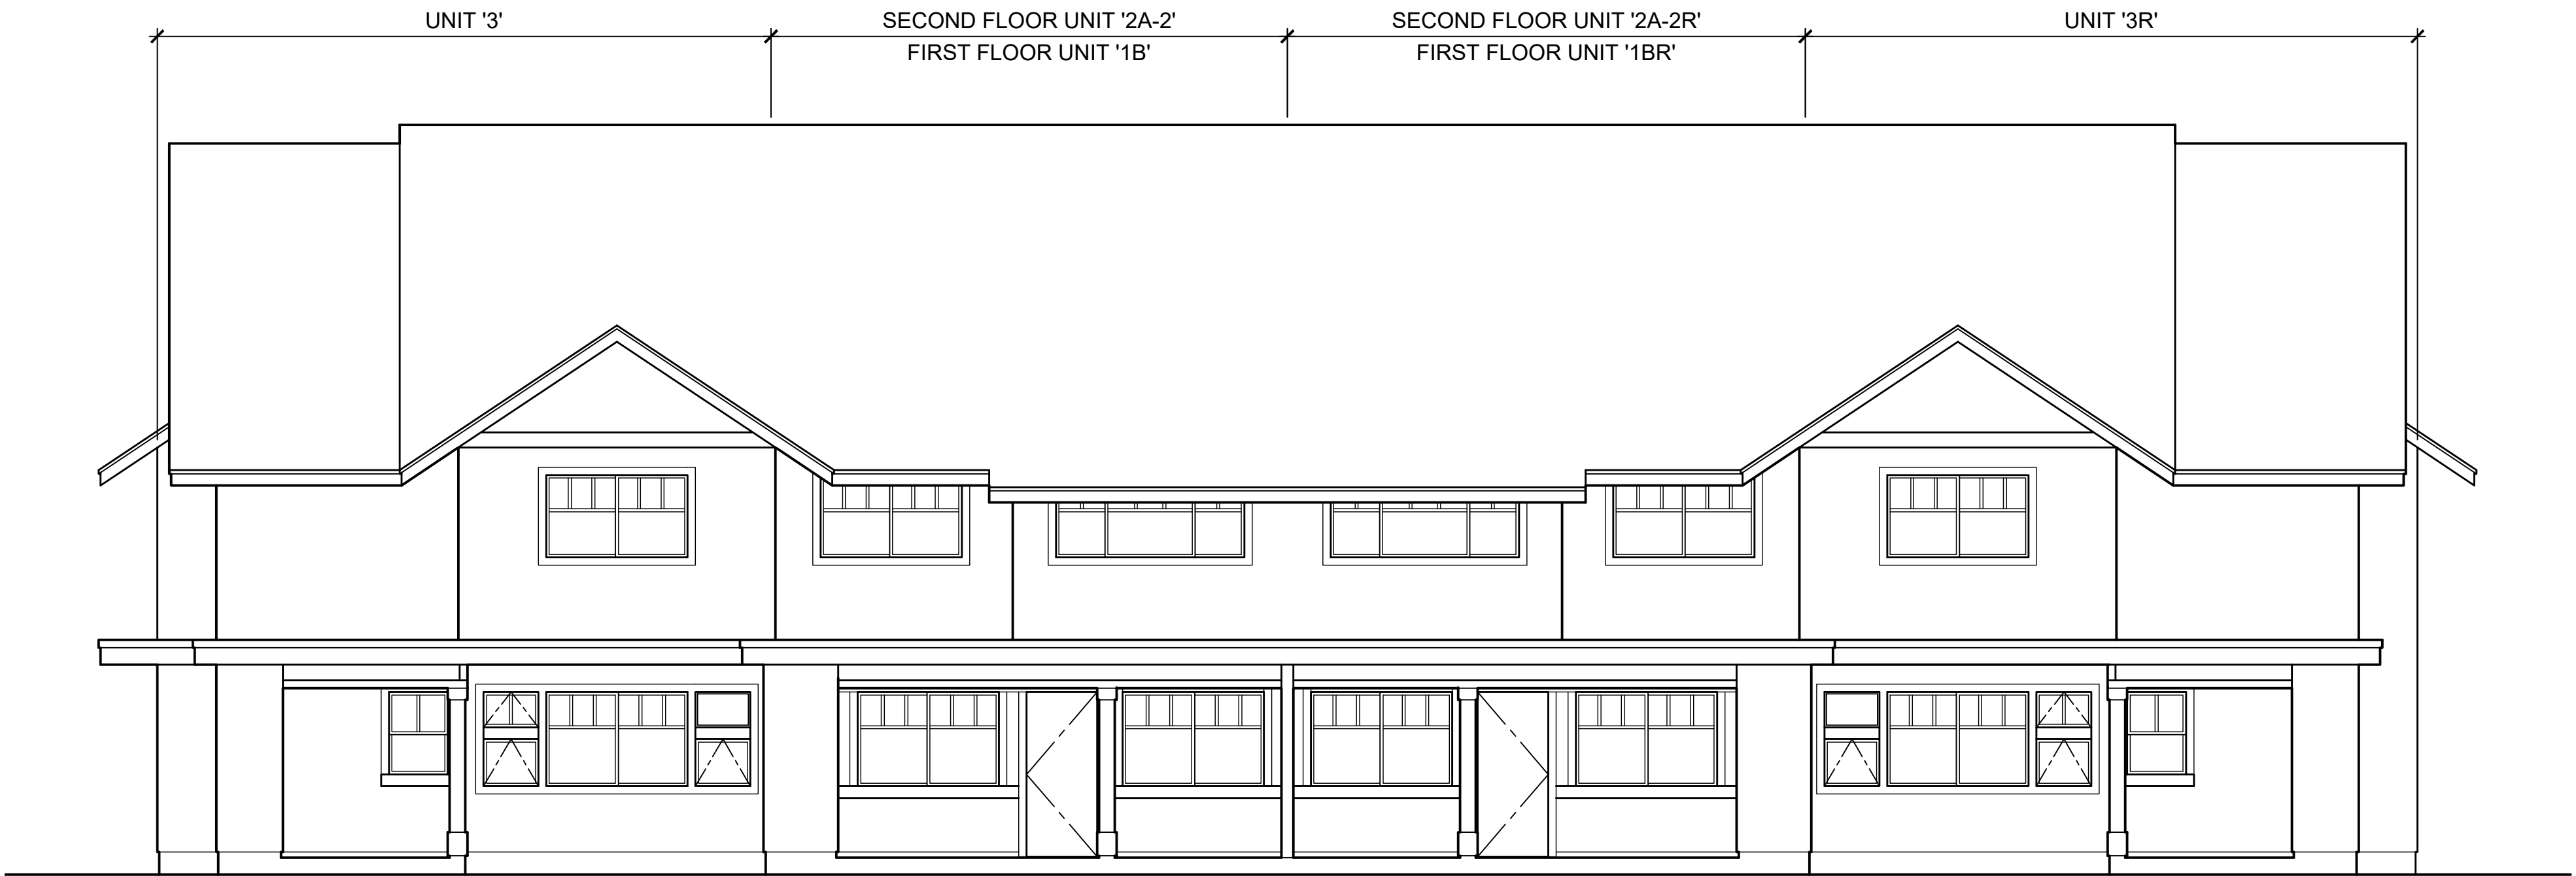 UNIT '3'
SECOND FLOOR UNIT '2A-2'
FIRST FLOOR UNIT '1B'
SECOND FLOOR UNIT '2A-2R'
FIRST FLOOR UNIT '1BR'
UNIT '3R'